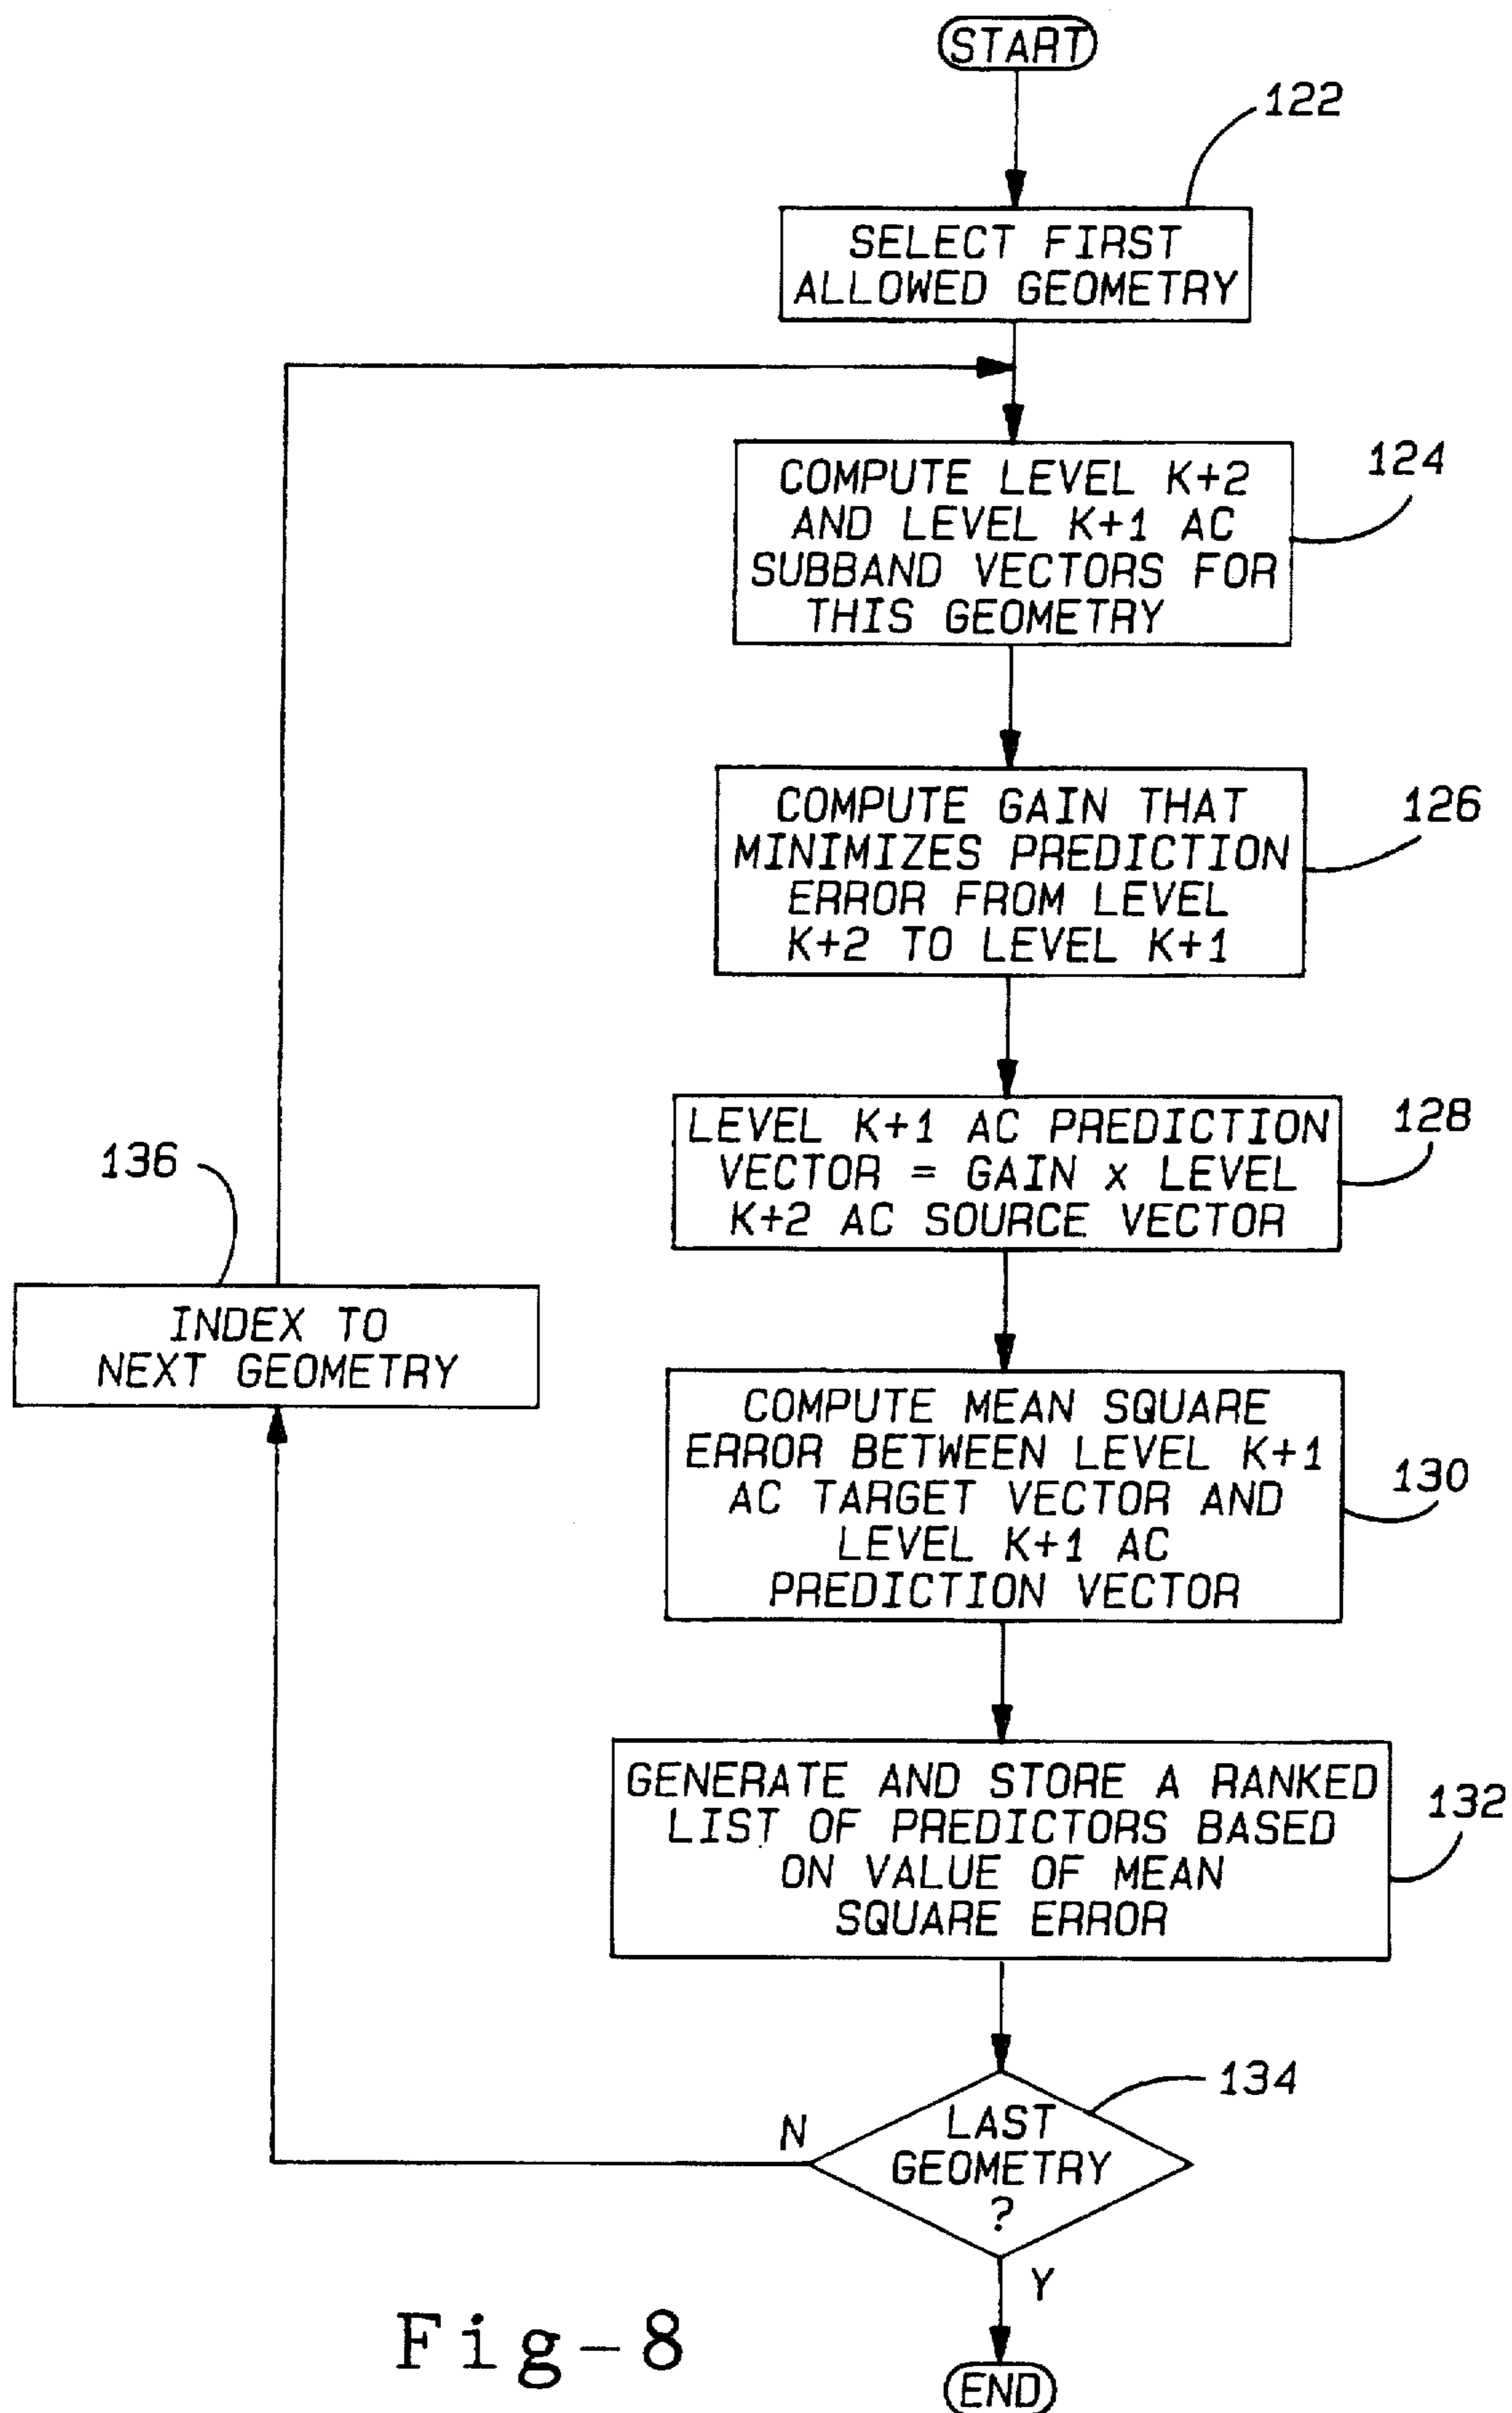 START
122
SELECT FIRST
ALLOWED GEOMETRY
COMPUTE LEVEL K+2
AND LEVEL K+1 AC
SUBBAND VECTORS FOR
THIS GEOMETRY
124
COMPUTE GAIN THAT
MINIMIZES PREDICTION
ERROR FROM LEVEL
K+2 TO LEVEL K+1
126
LEVEL K+1 AC PREDICTION
VECTOR = GAIN x LEVEL
K+2 AC SOURCE VECTOR
128
136
INDEX TO
NEXT GEOMETRY
COMPUTE MEAN SQUARE
ERROR BETWEEN LEVEL K+1
AC TARGET VECTOR AND
LEVEL K+1 AC
PREDICTION VECTOR
130
GENERATE AND STORE A RANKED
LIST OF PREDICTORS BASED
ON VALUE OF MEAN
SQUARE ERROR
132
134
N
LAST
GEOMETRY
?
Y
END
Fig-8